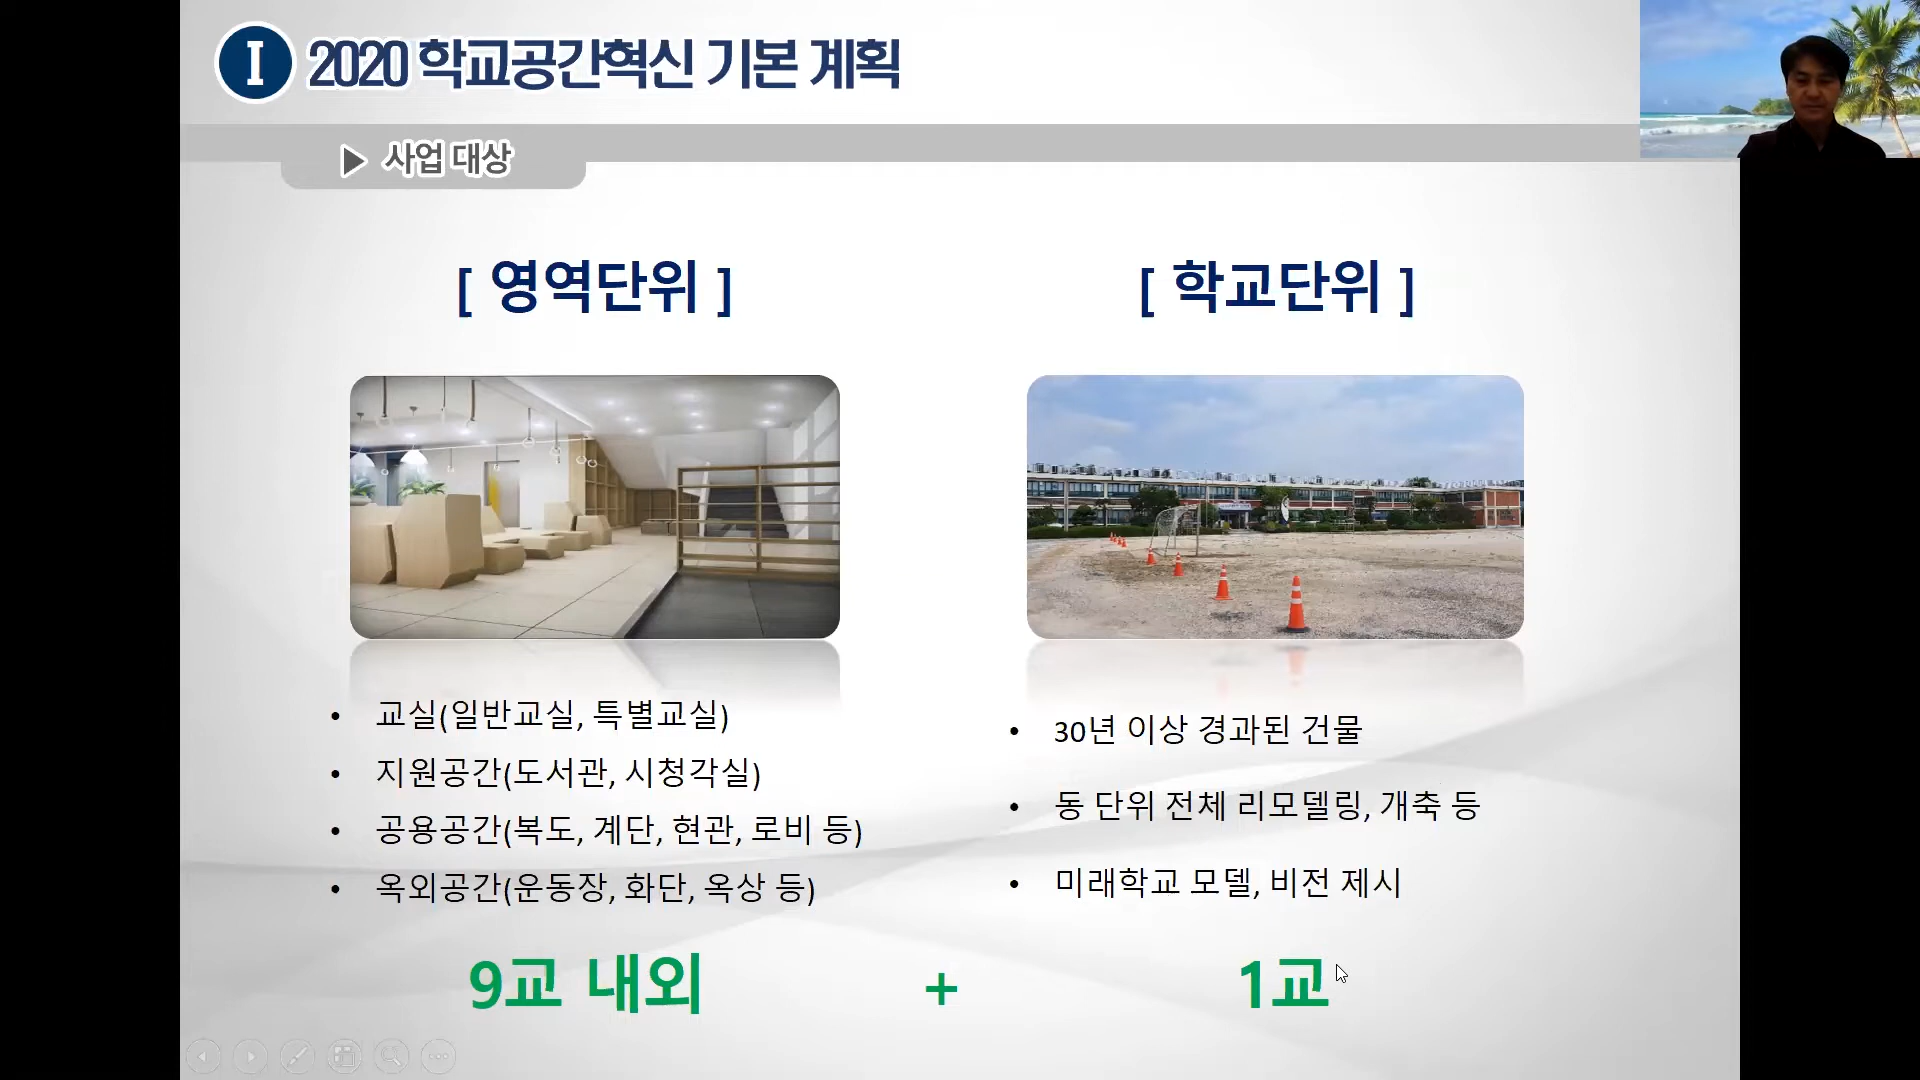 I 2020 학교공간혁신 기본 계획
▶ 사업 대상
[ 영역단위 ]
• 교실(일반교실, 특별교실)
• 지원공간(도서관, 시청각실)
• 공용공간(복도, 계단, 현관, 로비 등)
• 옥외공간(운동장, 화단, 옥상 등)
[ 학교단위 ]
• 30년 이상 경과된 건물
• 동 단위 전체 리모델링, 개축 등
• 미래학교 모델, 비전 제시
9교 내외 + 1교